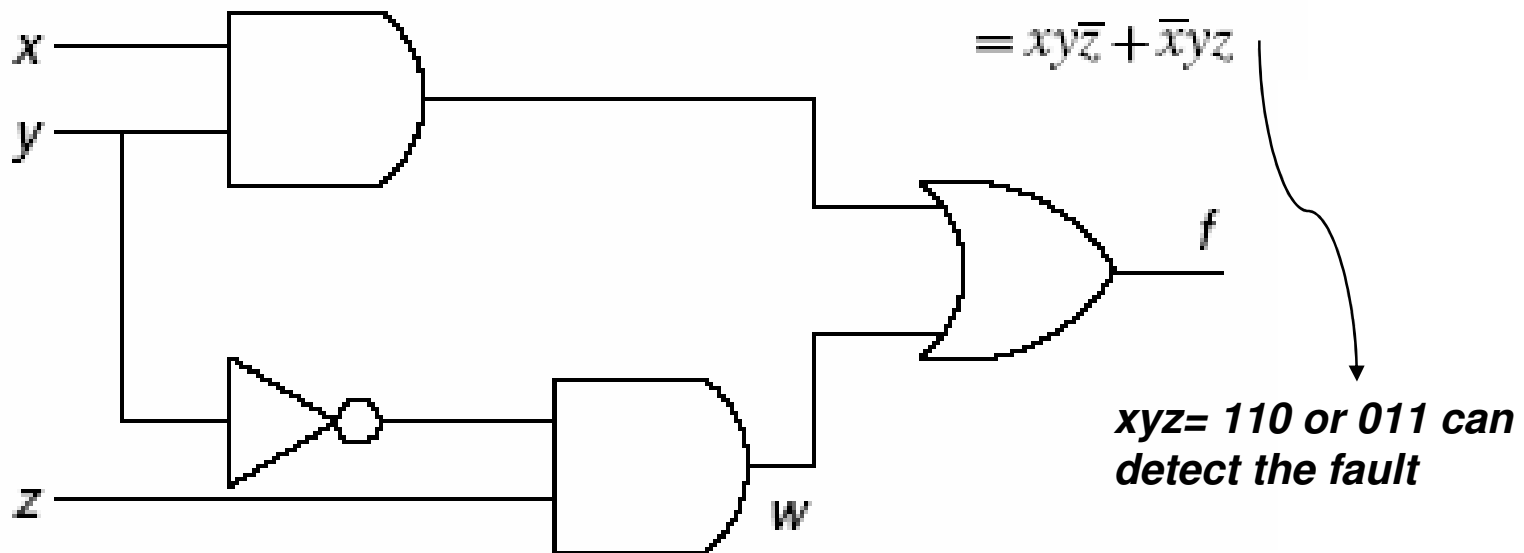 x
= xyz̅ + x̅yz
y
f
xyz= 110 or 011 can
detect the fault
z
w